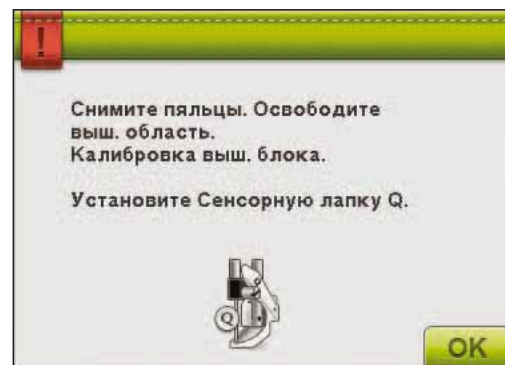 !
Снимите пяльцы. Освободите
выш. область.
Калибровка выш. блока.
Установите Сенсорную лапку Q.
Q
OK